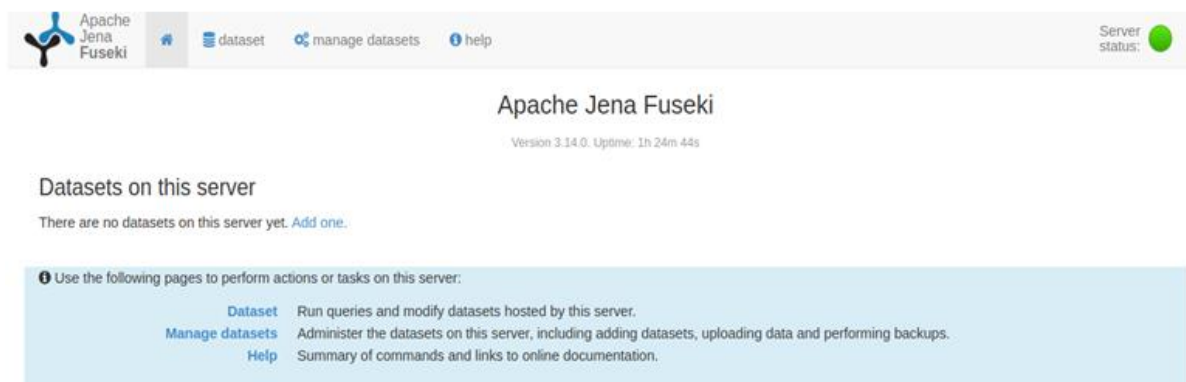 Apache
Jena
Fuseki
dataset
manage datasets
help
Server
status:
Apache Jena Fuseki
Version 3.14.0. Uptime: 1h 24m 44s
Datasets on this server
There are no datasets on this server yet. Add one.
Use the following pages to perform actions or tasks on this server:
Dataset Run queries and modify datasets hosted by this server.
Manage datasets Administer the datasets on this server, including adding datasets, uploading data and performing backups.
Help Summary of commands and links to online documentation.